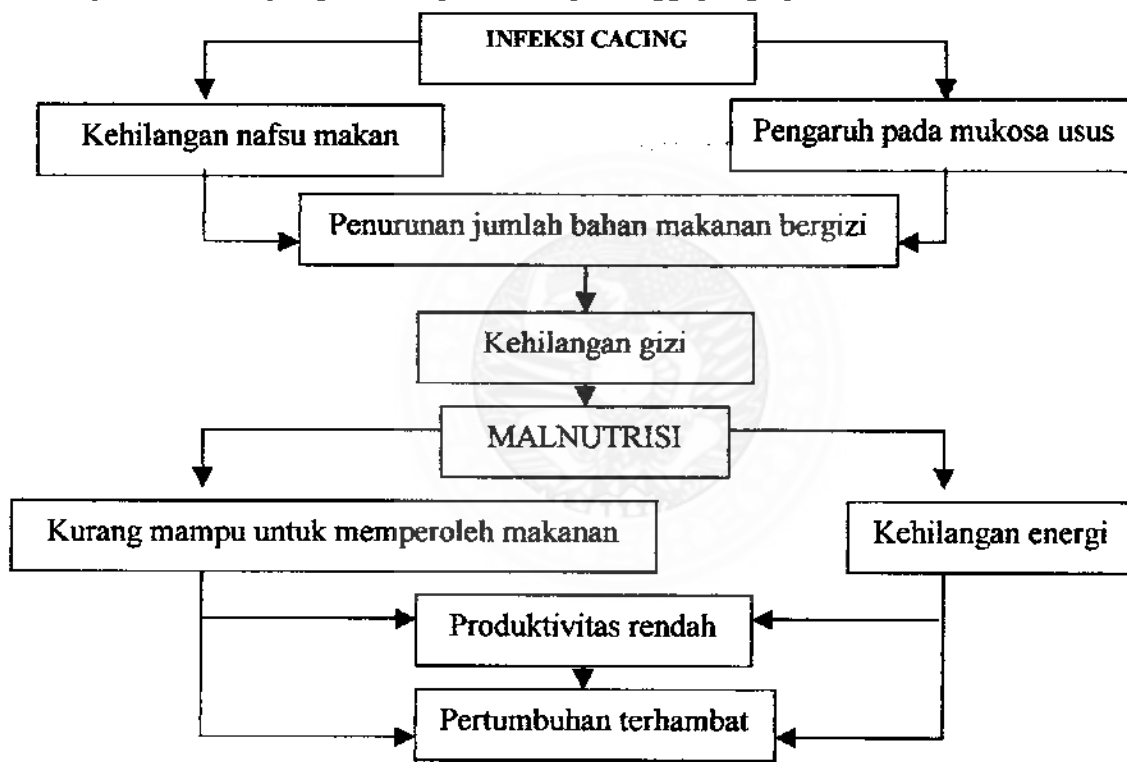 INFEKSI CACING
Kehilangan nafsu makan
Pengaruh pada mukosa usus
Penurunan jumlah bahan makanan bergizi
Kehilangan gizi
MALNUTRISI
Kurang mampu untuk memperoleh makanan
Kehilangan energi
Produktivitas rendah
Pertumbuhan terhambat